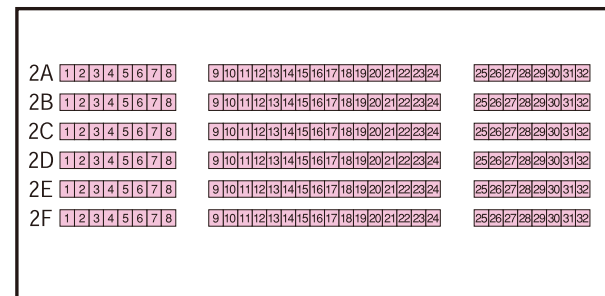 2A 1 2 3 4 5 6 7 8 9 10 11 12 13 14 15 16 17 18 19 20 21 22 23 24 25 26 27 28 29 30 31 32
2B 1 2 3 4 5 6 7 8 9 10 11 12 13 14 15 16 17 18 19 20 21 22 23 24 25 26 27 28 29 30 31 32
2C 1 2 3 4 5 6 7 8 9 10 11 12 13 14 15 16 17 18 19 20 21 22 23 24 25 26 27 28 29 30 31 32
2D 1 2 3 4 5 6 7 8 9 10 11 12 13 14 15 16 17 18 19 20 21 22 23 24 25 26 27 28 29 30 31 32
2E 1 2 3 4 5 6 7 8 9 10 11 12 13 14 15 16 17 18 19 20 21 22 23 24 25 26 27 28 29 30 31 32
2F 1 2 3 4 5 6 7 8 9 10 11 12 13 14 15 16 17 18 19 20 21 22 23 24 25 26 27 28 29 30 31 32